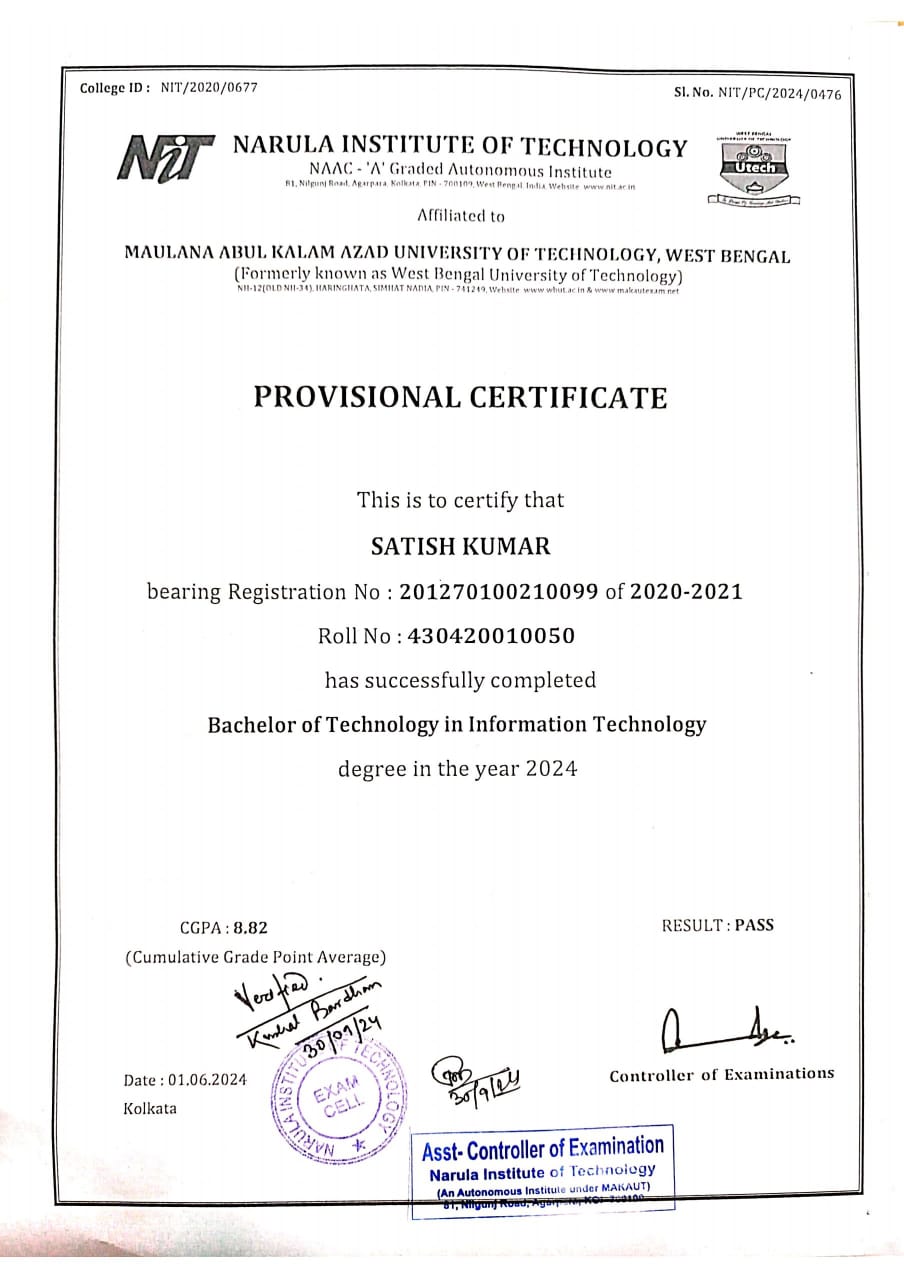 College ID : NIT/2020/0677
Sl. No. NIT/PC/2024/0476
NiT
NARULA INSTITUTE OF TECHNOLOGY
NAAC - 'A' Graded Autonomous Institute
81, Nilgunj Road, Agarpara, Kolkata, PIN - 700109, West Bengal, India, Website www.nit.ac.in
WEST BENGAL
UNIVERSITY OF TECHNOLOGY
Utech
Affiliated to
MAULANA ABUL KALAM AZAD UNIVERSITY OF TECHNOLOGY, WEST BENGAL
(Formerly known as West Bengal University of Technology)
NH-12(OLD NH-34), HARINGHATA, SIMHAT NADIA, PIN - 741249, Website www.wbut.ac.in & www.makautexam.net
PROVISIONAL CERTIFICATE
This is to certify that
SATISH KUMAR
bearing Registration No : 201270100210099 of 2020-2021
Roll No : 430420010050
has successfully completed
Bachelor of Technology in Information Technology
degree in the year 2024
CGPA : 8.82
RESULT : PASS
(Cumulative Grade Point Average)
Verified.
Kushal Bardhan
30/09/24
NARULA INSTITUTE OF TECHNOLOGY
EXAM
CELL
30/9/24
Controller of Examinations
Date : 01.06.2024
Kolkata
Asst- Controller of Examination
Narula Institute of Technology
(An Autonomous Institute under MAKAUT)
81, Nilgunj Road, Agarpara, KOL-700109